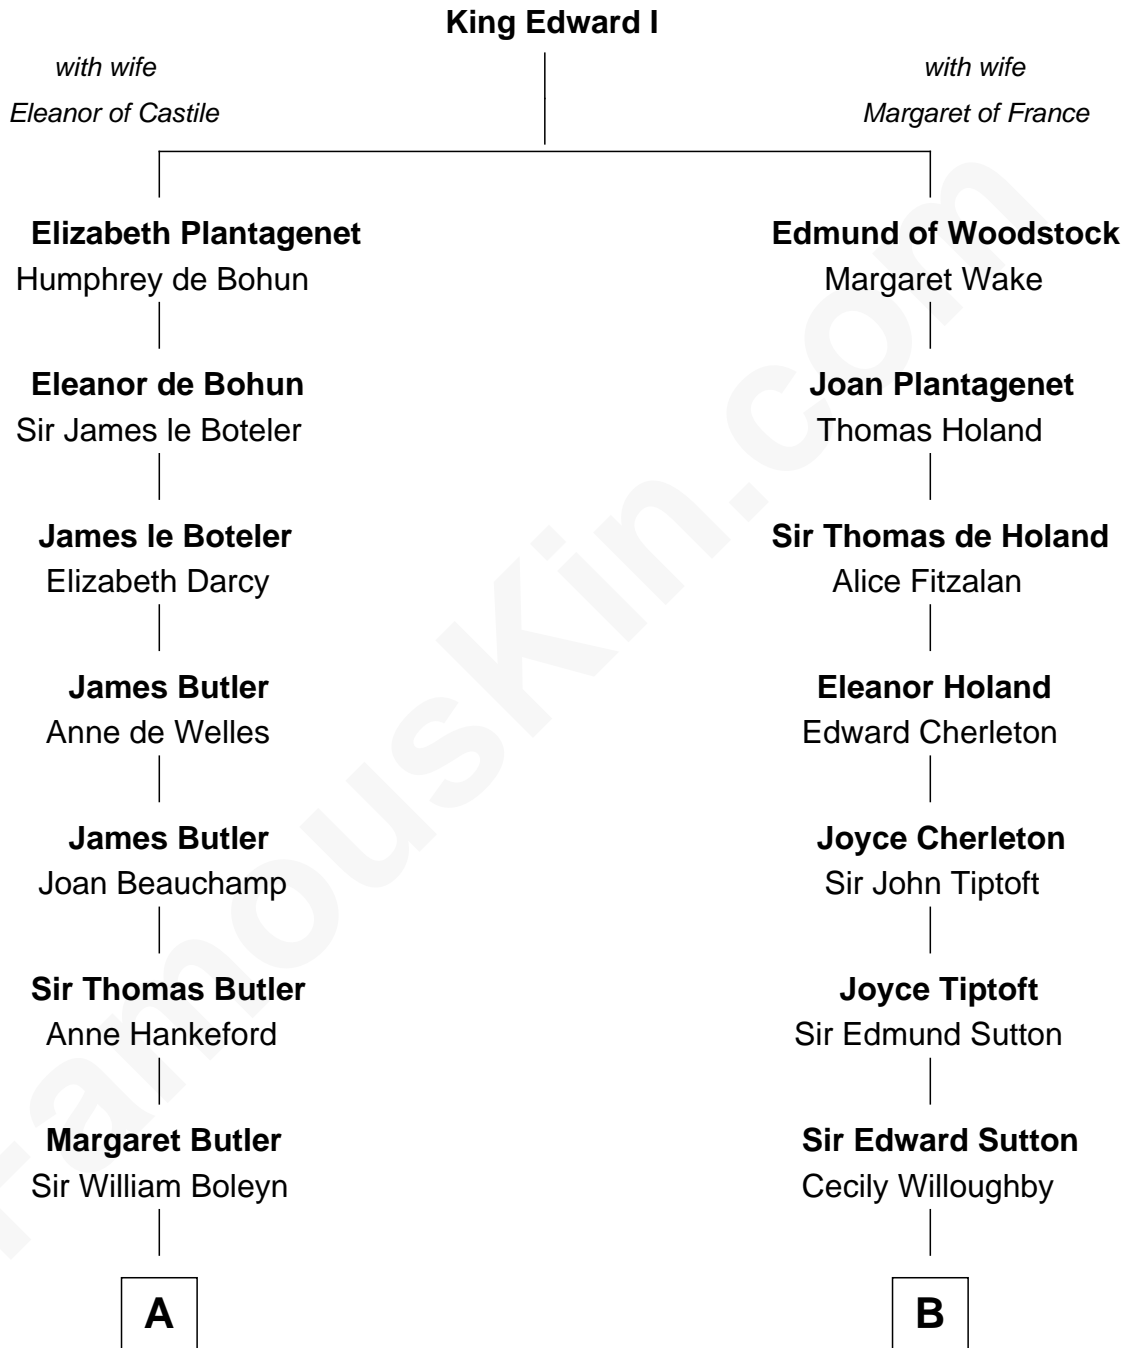 King Edward I
with wife
Eleanor of Castile
with wife
Margaret of France
Elizabeth Plantagenet
Humphrey de Bohun
Edmund of Woodstock
Margaret Wake
Eleanor de Bohun
Sir James le Boteler
Joan Plantagenet
Thomas Holand
James le Boteler
Elizabeth Darcy
Sir Thomas de Holand
Alice Fitzalan
James Butler
Anne de Welles
Eleanor Holand
Edward Cherleton
James Butler
Joan Beauchamp
Joyce Cherleton
Sir John Tiptoft
Sir Thomas Butler
Anne Hankeford
Joyce Tiptoft
Sir Edmund Sutton
Margaret Butler
Sir William Boleyn
Sir Edward Sutton
Cecily Willoughby
A
B
FamousKin.com